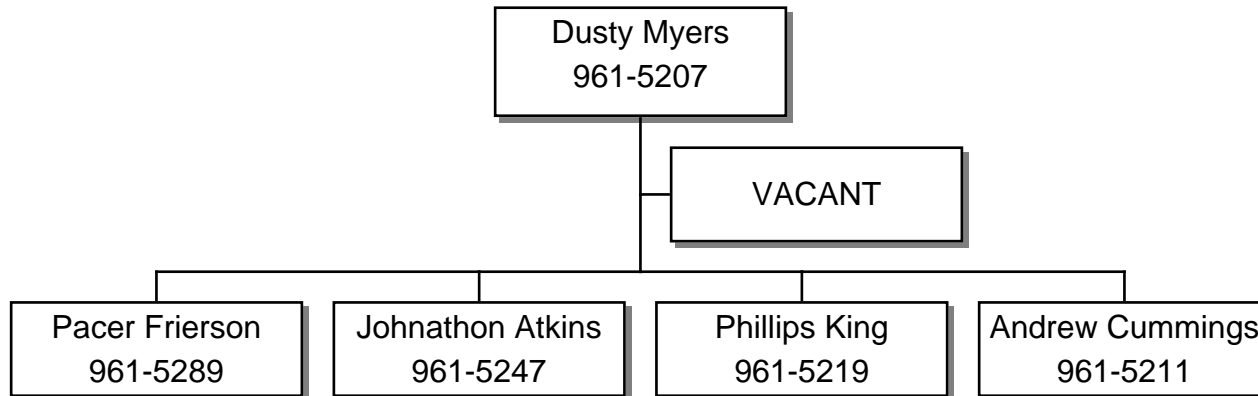 Dusty Myers
961-5207
VACANT
Pacer Frierson
961-5289
Johnathon Atkins
961-5247
Phillips King
961-5219
Andrew Cummings
961-5211